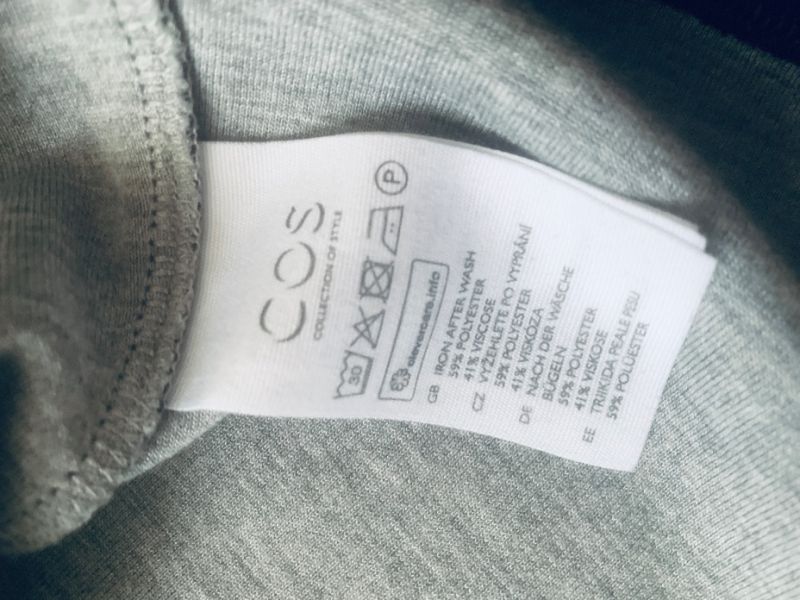 COS
COLLECTION OF STYLE
30
P
clevercare.info
GB IRON AFTER WASH
59% POLYESTER
41% VISCOSE
CZ VYŽEHLETE PO VYPRÁNÍ
59% POLYESTER
41% VISKÓZA
DE NACH DER WÄSCHE
BÜGELN
59% POLYESTER
41% VISKOSE
EE TRIIKIDA PEALE PESU
59% POLÜESTER